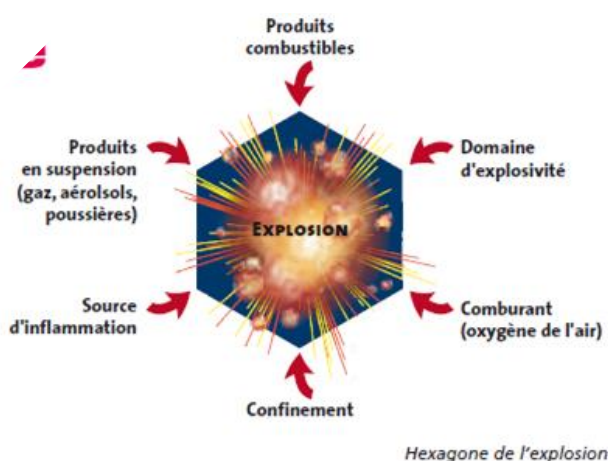 Produits
combustibles
Produits
en suspension
(gaz, aérolsols,
poussières)
Domaine
d'explosivité
EXPLOSION
Source
d'inflammation
Comburant
(oxygène de l'air)
Confinement
Hexagone de l'explosion